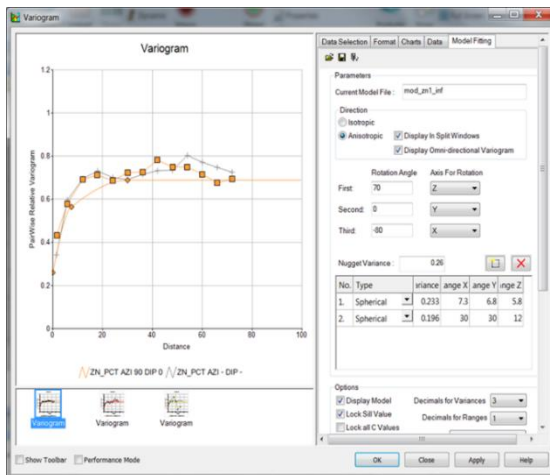 Variogram
Variogram
PairWise Relative Variogram
1.2
1
0.8
0.6
0.4
0.2
0
0 20 40 60 80 100
Distance
ZN_PCT AZI 90 DIP 0 ZN_PCT AZI - DIP -
Variogram Variogram Variogram
Show Toolbar Performance Mode
Data Selection Format Charts Data Model Fitting
Parameters
Current Model File : mod_zn1_inf
Direction
Isotropic
Anisotropic Display In Split Windows
Display Omni-directional Variogram
Rotation Angle Axis For Rotation
First: 70 Z
Second: 0 Y
Third: -80 X
Nugget Variance : 0.26
No. Type ariance ange X ange Y nge Z
1. Spherical 0.233 7.3 6.8 5.8
2. Spherical 0.196 30 30 12
Options
Display Model Decimals for Variances 3
Lock Sill Value Decimals for Ranges 1
Lock all C Values
OK Close Apply Help